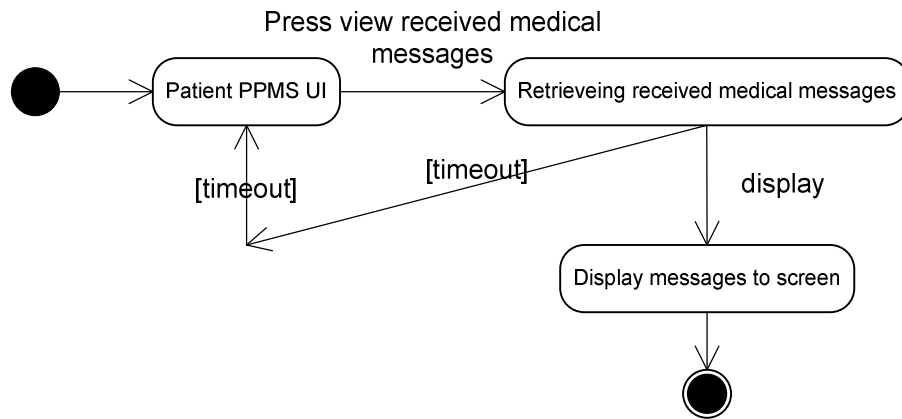 Press view received medical
messages
Patient PPMS UI
Retrieveing received medical messages
[timeout]
[timeout]
display
Display messages to screen